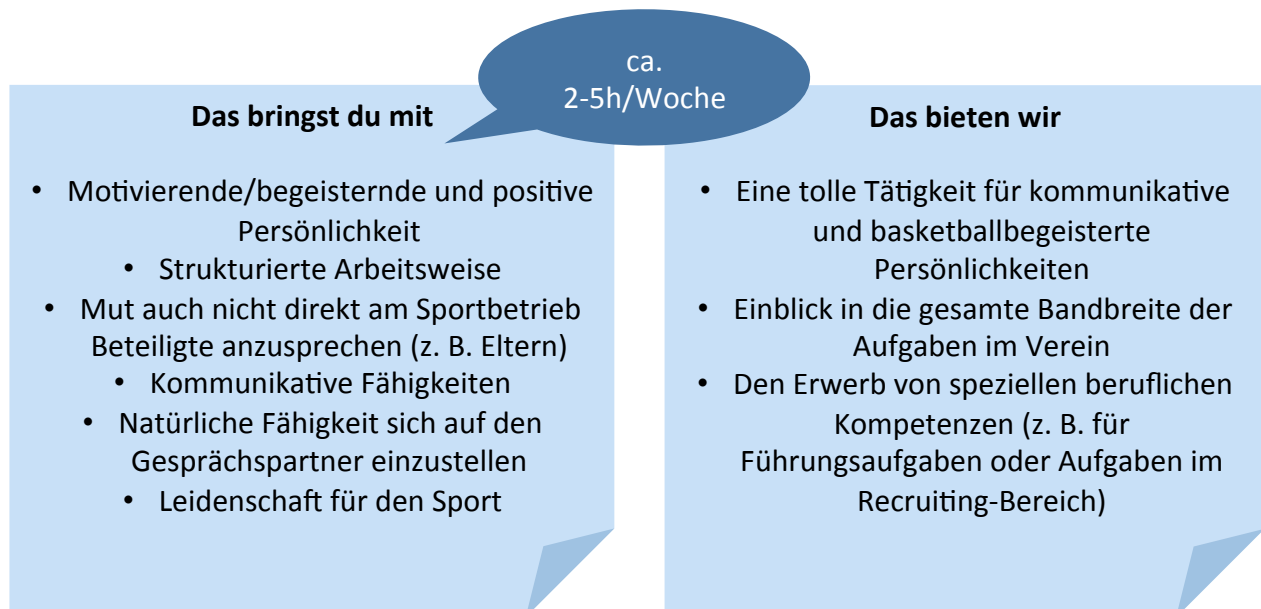 ca.
2-5h/Woche
Das bringst du mit
• Motivierende/begeisternde und positive
Persönlichkeit
• Strukturierte Arbeitsweise
• Mut auch nicht direkt am Sportbetrieb
Beteiligte anzusprechen (z. B. Eltern)
• Kommunikative Fähigkeiten
• Natürliche Fähigkeit sich auf den
Gesprächspartner einzustellen
• Leidenschaft für den Sport
Das bieten wir
• Eine tolle Tätigkeit für kommunikative
und basketballbegeisterte
Persönlichkeiten
• Einblick in die gesamte Bandbreite der
Aufgaben im Verein
• Den Erwerb von speziellen beruflichen
Kompetenzen (z. B. für
Führungsaufgaben oder Aufgaben im
Recruiting-Bereich)